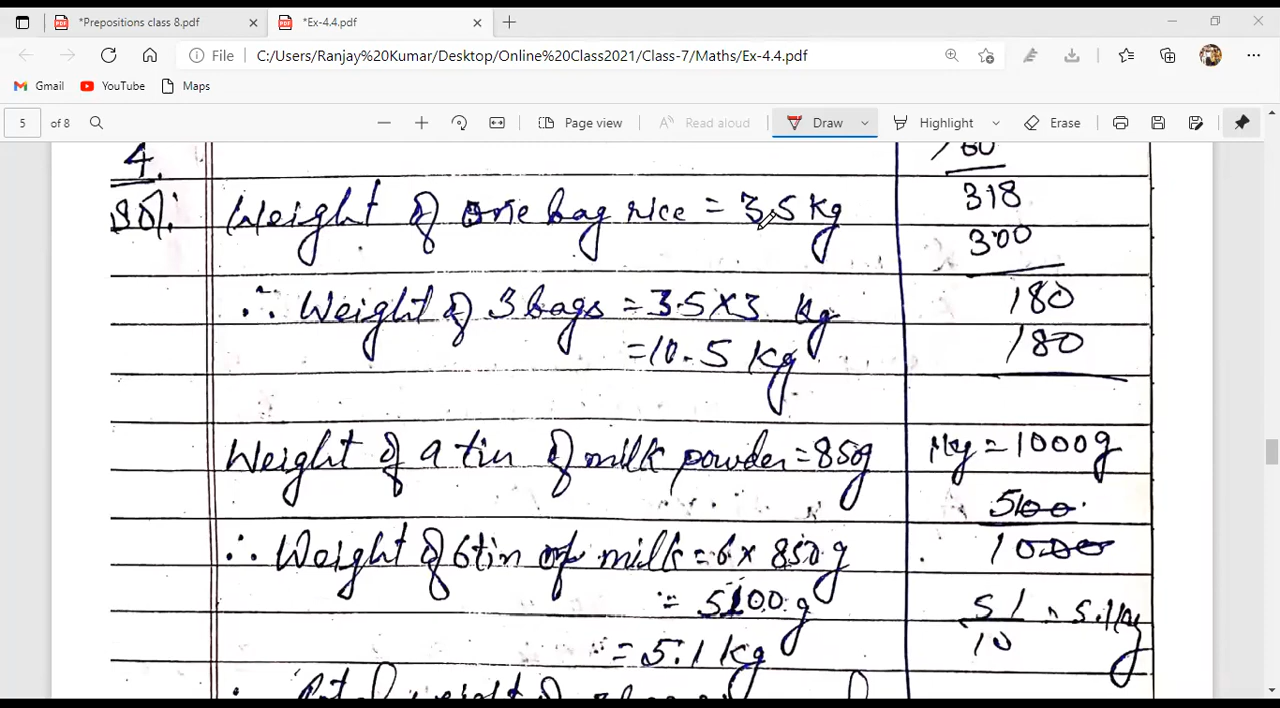 *Prepositions class 8.pdf
*Ex-4.4.pdf
File C:/Users/Ranjay%20Kumar/Desktop/Online%20Class2021/Class-7/Maths/Ex-4.4.pdf
Gmail YouTube Maps
5 of 8 Page view Read aloud Draw Highlight Erase
4.
Sol: Weight of one bag rice = 3.5 kg
318
300
∴ Weight of 3 bags = 3.5 × 3 kg
180
= 10.5 kg
180
Weight of a tin of milk powder = 850g
1kg = 1000g
5100
∴ Weight of 6 tin of milk = 6 × 850 g
1000
= 5100 g
51
10
= 5.1 kg
= 5.1 kg